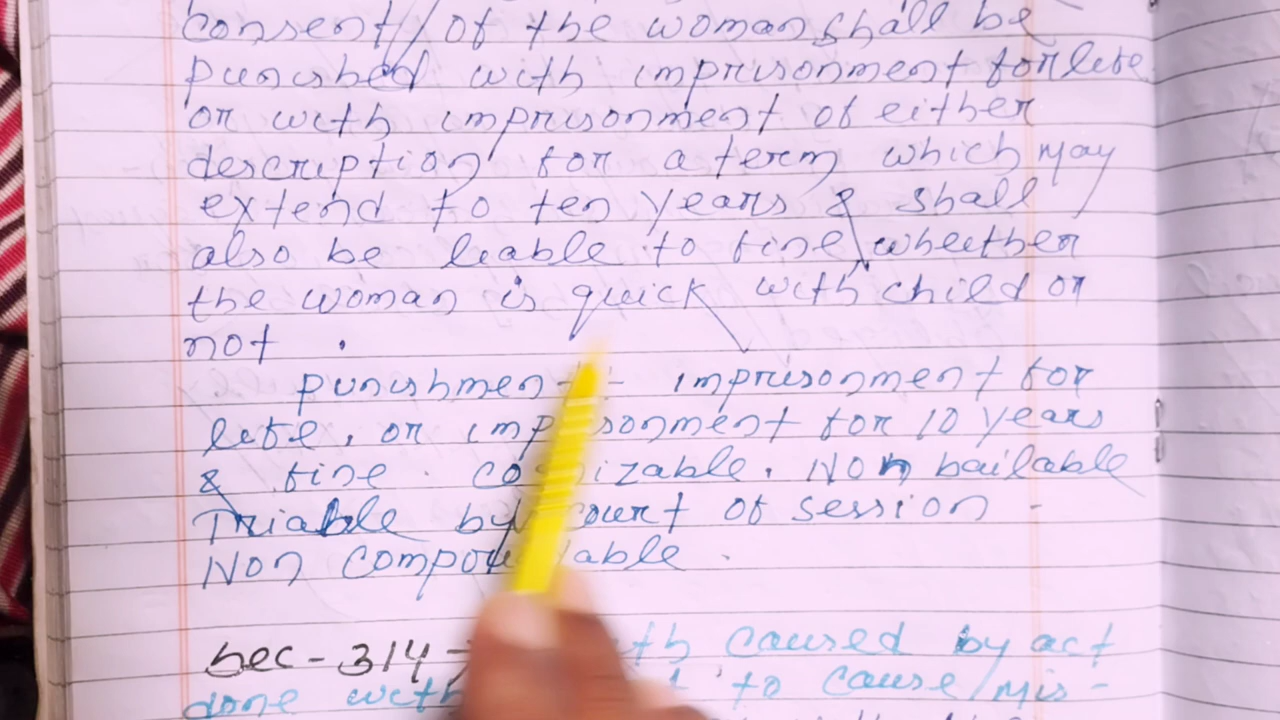 consent/of the woman shall be
punished with imprisonment for life
or with imprisonment of either
description for a term which may
extend to ten years & shall
also be liable to fine wheether
the woman is quick with child or
not .
punishment - imprisonment for
life, or imprisonment for 10 years
& fine . cognizable. Non bailable
Triable by court of session -
Non compoundable .
Sec - 314 - caused by act
done with to cause mis -